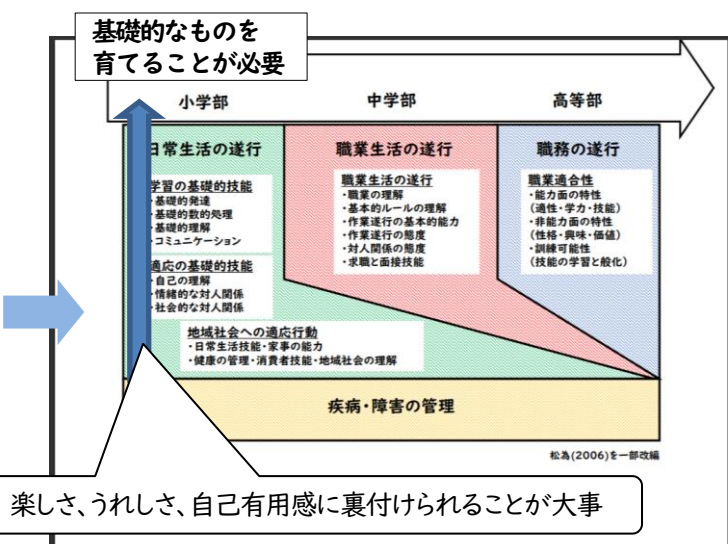 基礎的なものを
育てることが必要
小学部
中学部
高等部
日常生活の遂行
学習の基礎的技能
・基礎的発達
・基礎的数的処理
・基礎的理解
・コミュニケーション
適応の基礎的技能
・自己の理解
・情緒的な対人関係
・社会的な対人関係
地域社会への適応行動
・日常生活技能・家事の能力
・健康の管理・消費者技能・地域社会の理解
職業生活の遂行
職業生活の遂行
・職業の理解
・基本的ルールの理解
・作業遂行の基本的能力
・作業遂行の態度
・対人関係の態度
・求職と面接技能
職務の遂行
職業適合性
・能力面の特性
(適性・学力・技能)
・非能力面の特性
(性格・興味・価値)
・訓練可能性
(技能の学習と般化)
疾病・障害の管理
松為(2006)を一部改編
楽しさ、うれしさ、自己有用感に裏付けられることが大事